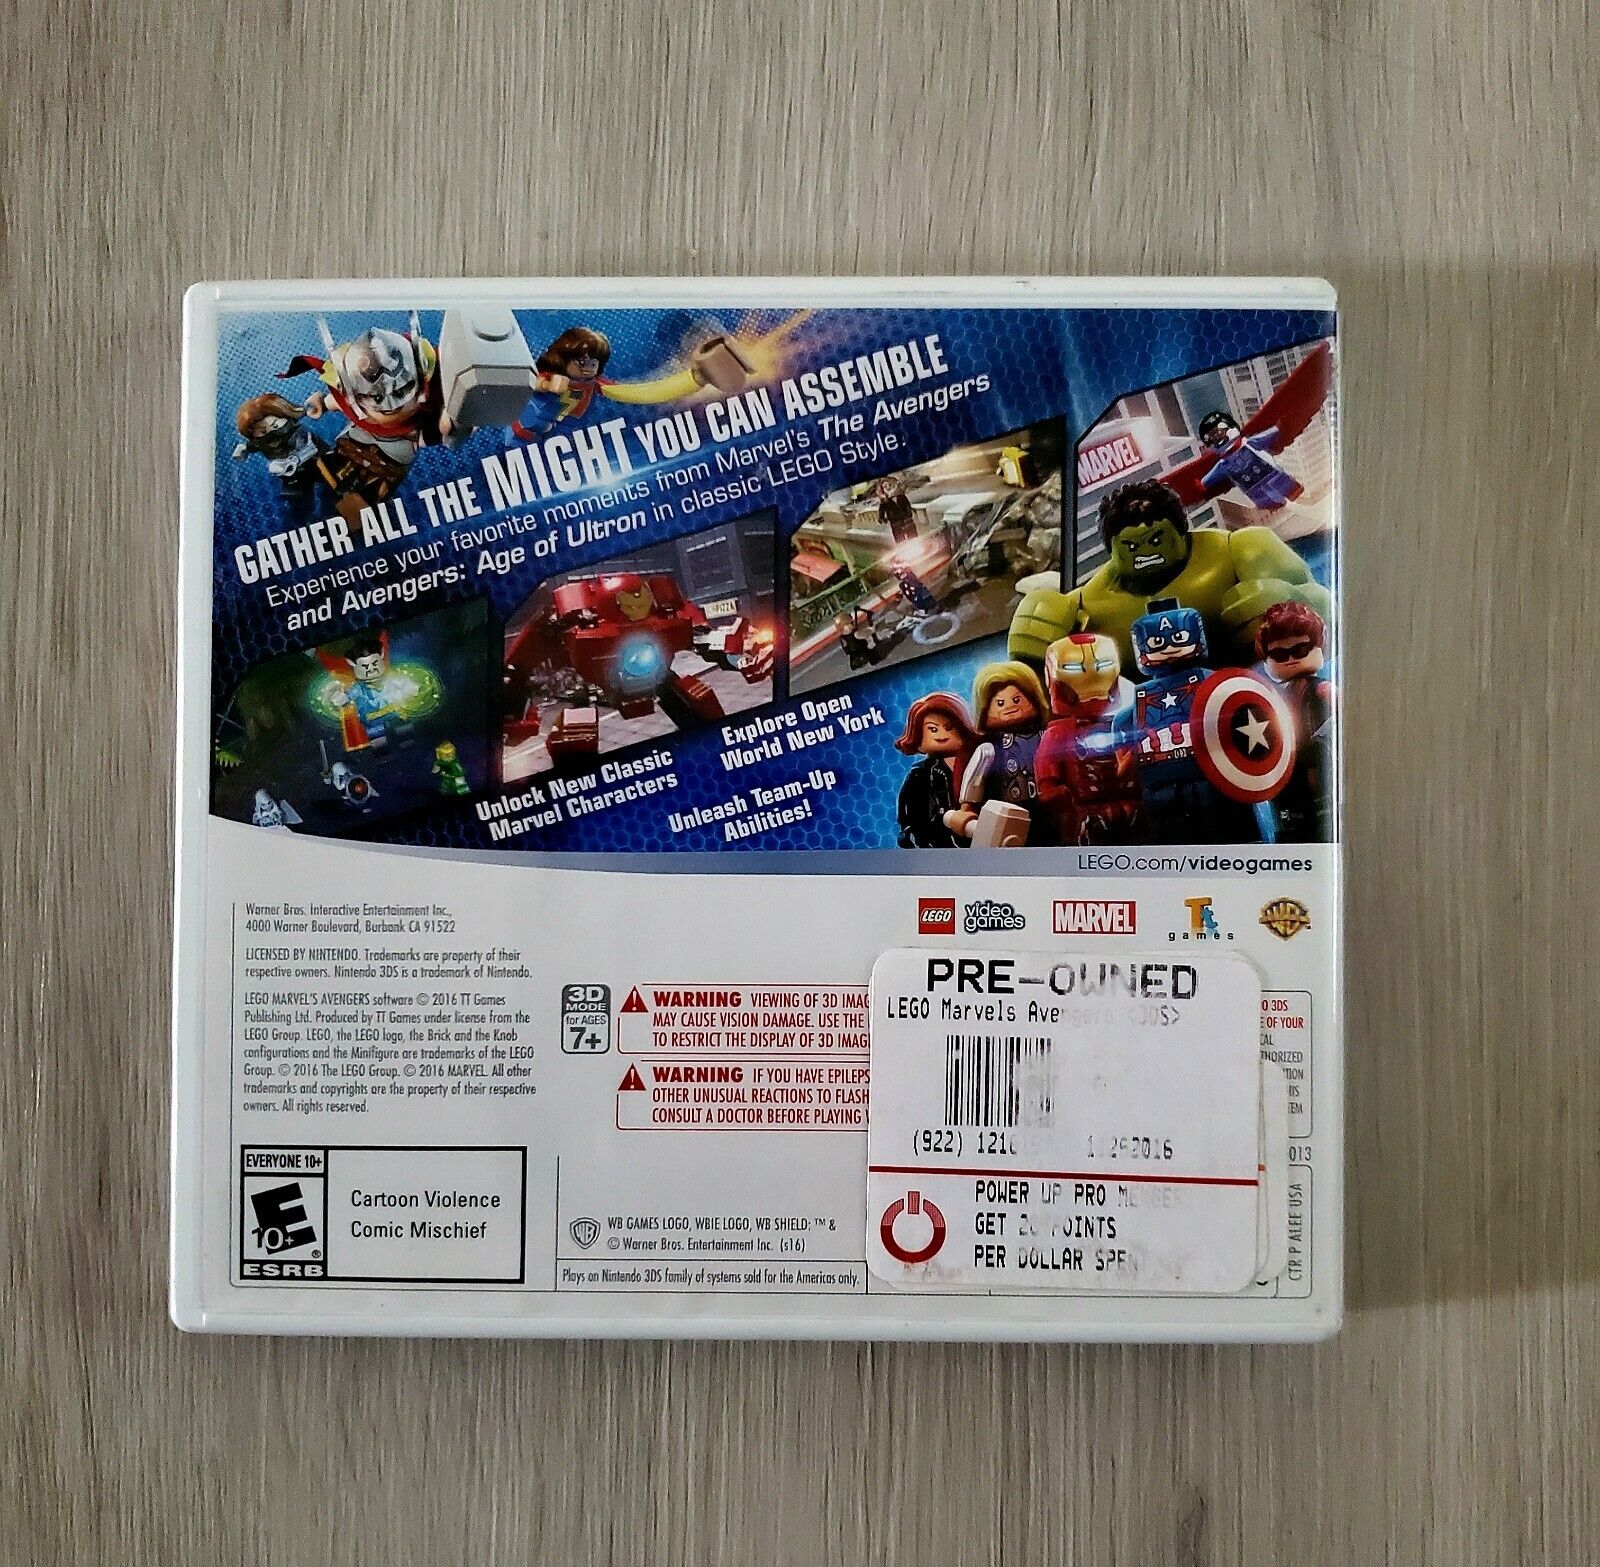 GATHER ALL THE MIGHT YOU CAN ASSEMBLE
Experience your favorite moments from Marvel's The Avengers
and Avengers: Age of Ultron in classic LEGO Style.
MARVEL
PIZZA
Unlock New Classic
Marvel Characters
Explore Open
World New York
Unleash Team-Up
Abilities!
A
LEGO.com/videogames
Warner Bros. Interactive Entertainment Inc.,
4000 Warner Boulevard, Burbank CA 91522
LICENSED BY NINTENDO. Trademarks are property of their
respective owners. Nintendo 3DS is a trademark of Nintendo.
LEGO MARVEL'S AVENGERS software © 2016 TT Games
Publishing Ltd. Produced by TT Games under license from the
LEGO Group. LEGO, the LEGO logo, the Brick and the Knob
configurations and the Minifigure are trademarks of the LEGO
Group. © 2016 The LEGO Group. © 2016 MARVEL. All other
trademarks and copyrights are the property of their respective
owners. All rights reserved.
LEGO
video
games
MARVEL
Tt
games
WB
3D
MODE
for AGES
7+
WARNING VIEWING OF 3D
MAY CAUSE VISION DAMAGE. USE THE
TO RESTRICT THE DISPLAY OF 3D
WARNING IF YOU HAVE
OTHER UNUSUAL REACTIONS TO
CONSULT A DOCTOR BEFORE PLAYING
PRE-OWNED
LEGO Marvels
(922)
POWER UP PRO
GET POINTS
PER DOLLAR
3DS
OF YOUR
013
CTR P ALEE USA
EVERYONE 10+
E
10+
®
ESRB
Cartoon Violence
Comic Mischief
WB GAMES LOGO, WBIE LOGO, WB SHIELD: ™ &
© Warner Bros. Entertainment Inc. (s16)
Plays on Nintendo 3DS family of systems sold for the Americas only.